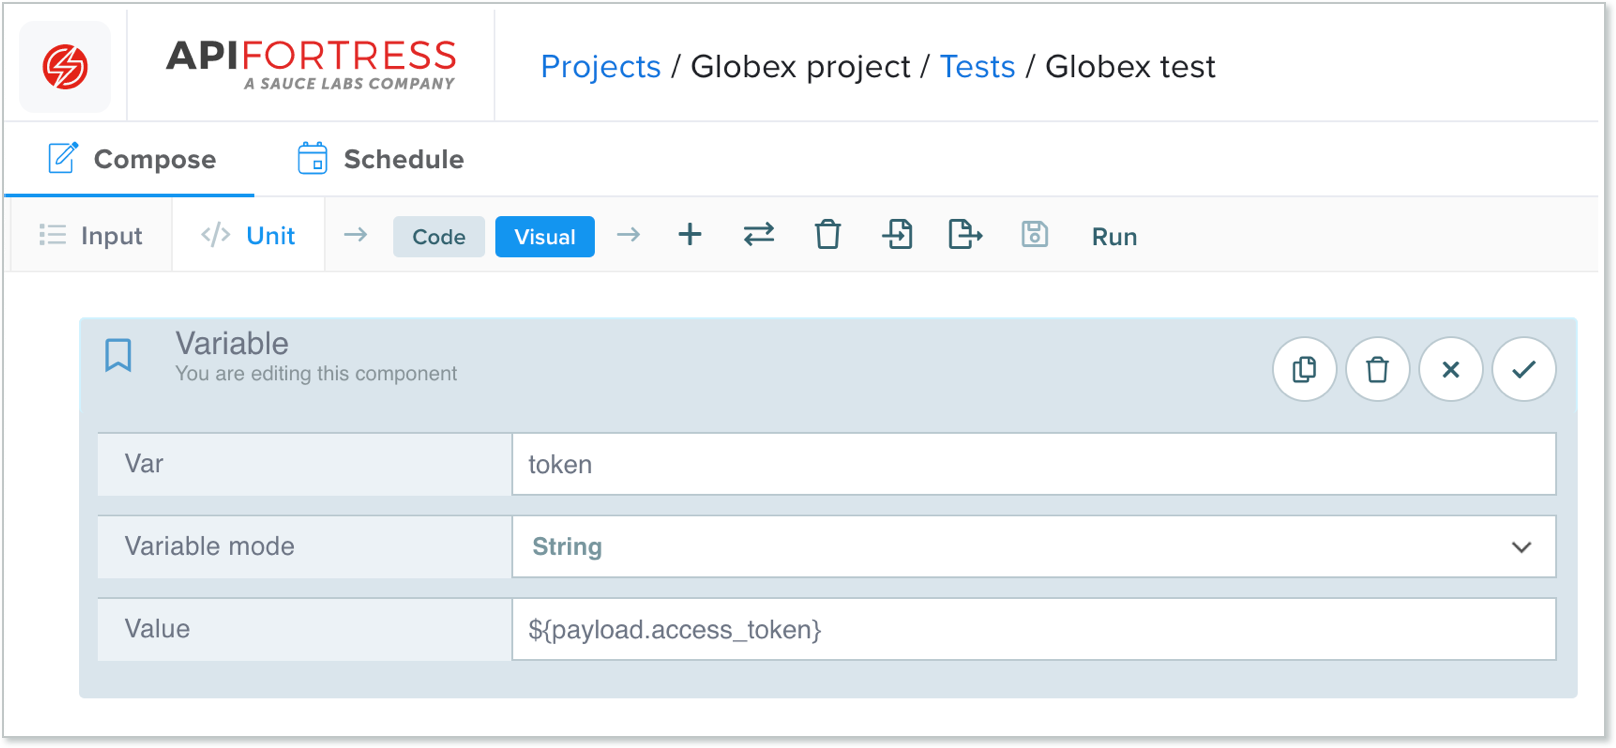 APIFORTRESS
A SAUCE LABS COMPANY
Projects / Globex project / Tests / Globex test
Compose
Schedule
Input
</> Unit
Code
Visual
Run
Variable
You are editing this component
Var
token
Variable mode
String
Value
${payload.access_token}